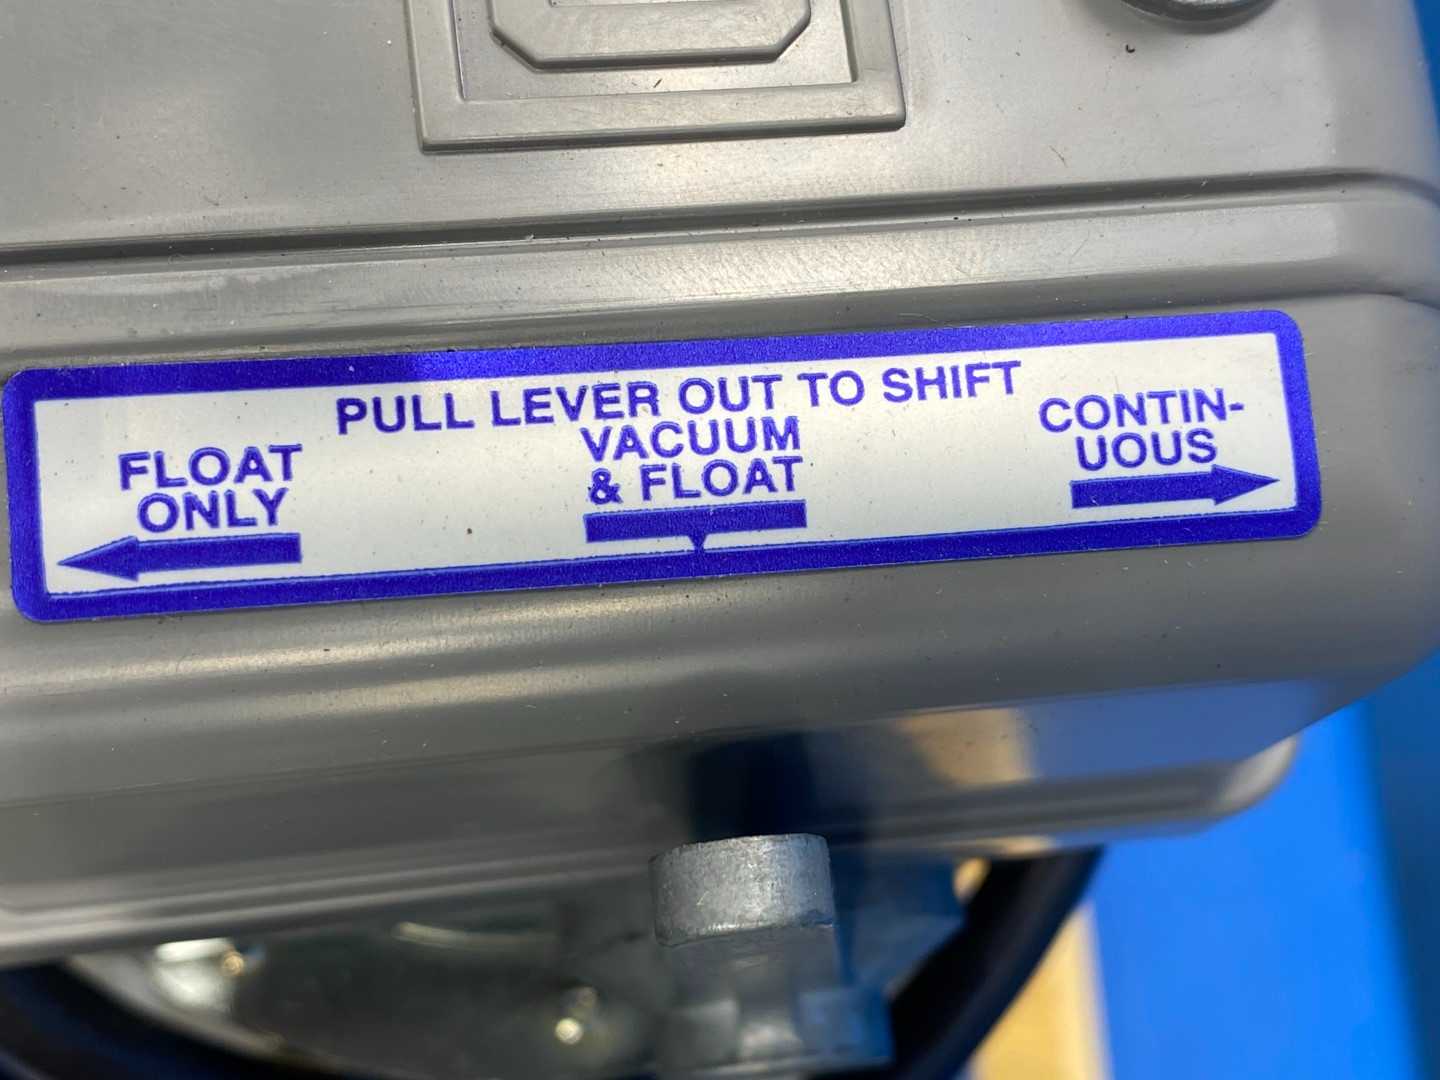 PULL LEVER OUT TO SHIFT
FLOAT
ONLY
VACUUM
& FLOAT
CONTIN-
UOUS